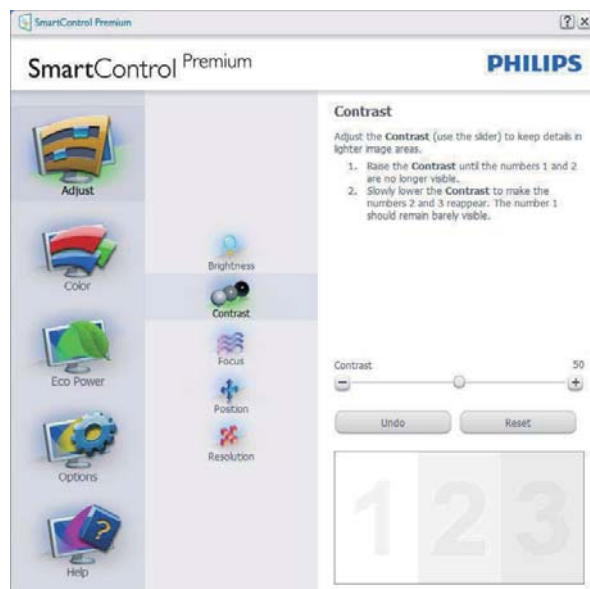 SmartControl Premium
SmartControl Premium
PHILIPS
Adjust
Color
Eco Power
Options
Help
Brightness
Contrast
Focus
Position
Resolution
Contrast
Adjust the Contrast (use the slider) to keep details in
lighter image areas.
1. Raise the Contrast until the numbers 1 and 2
are no longer visible.
2. Slowly lower the Contrast to make the
numbers 2 and 3 reappear. The number 1
should remain barely visible.
Contrast 50
Undo Reset
1 2 3